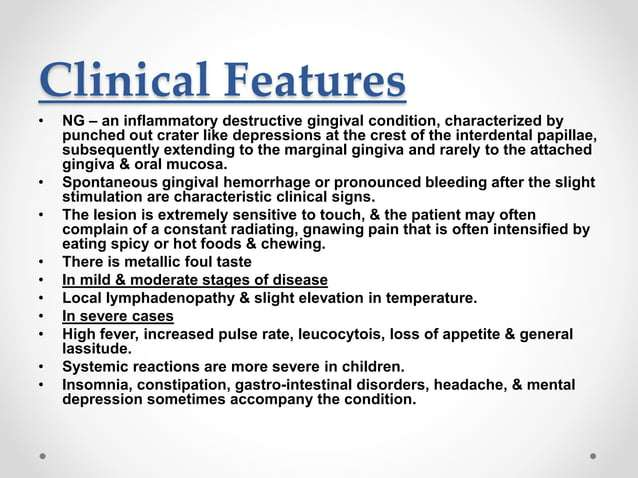 Clinical Features
• NG – an inflammatory destructive gingival condition, characterized by
punched out crater like depressions at the crest of the interdental papillae,
subsequently extending to the marginal gingiva and rarely to the attached
gingiva & oral mucosa.
• Spontaneous gingival hemorrhage or pronounced bleeding after the slight
stimulation are characteristic clinical signs.
• The lesion is extremely sensitive to touch, & the patient may often
complain of a constant radiating, gnawing pain that is often intensified by
eating spicy or hot foods & chewing.
• There is metallic foul taste
• In mild & moderate stages of disease
• Local lymphadenopathy & slight elevation in temperature.
• In severe cases
• High fever, increased pulse rate, leucocytois, loss of appetite & general
lassitude.
• Systemic reactions are more severe in children.
• Insomnia, constipation, gastro-intestinal disorders, headache, & mental
depression sometimes accompany the condition.